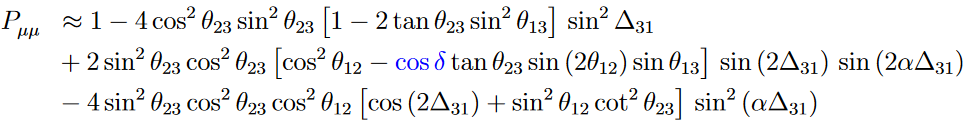 P_{μμ} ≈ 1 − 4 cos² θ₂₃ sin² θ₂₃ [1 − 2 tan θ₂₃ sin² θ₁₃] sin² Δ₃₁
+ 2 sin² θ₂₃ cos² θ₂₃ [cos² θ₁₂ − cos δ tan θ₂₃ sin (2θ₁₂) sin θ₁₃] sin (2Δ₃₁) sin (2αΔ₃₁)
− 4 sin² θ₂₃ cos² θ₂₃ cos² θ₁₂ [cos (2Δ₃₁) + sin² θ₁₂ cot² θ₂₃] sin² (αΔ₃₁)